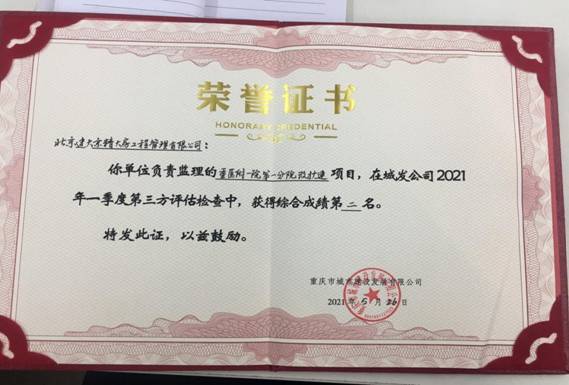 荣誉证书
HONORARY CREDENTIAL
北京建大京精大房工程管理有限公司：
你单位负责监理的重医附一院第一分院改扩建项目，在城发公司2021
年一季度第三方评估检查中，获得综合成绩第二名。
特发此证，以兹鼓励。
重庆市城市建设发展有限公司
2021年5月26日